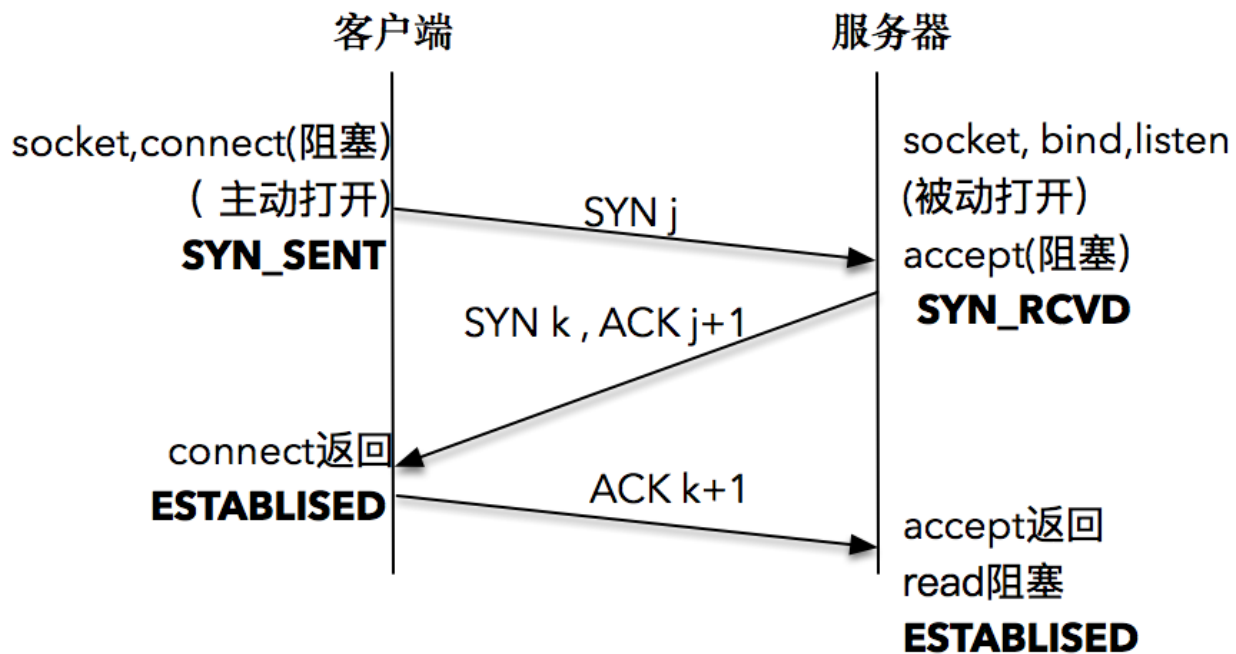 客户端
服务器
socket,connect(阻塞)
( 主动打开)
SYN_SENT
socket, bind,listen
(被动打开)
accept(阻塞)
SYN_RCVD
SYN j
SYN k , ACK j+1
connect返回
ESTABLISED
ACK k+1
accept返回
read阻塞
ESTABLISED